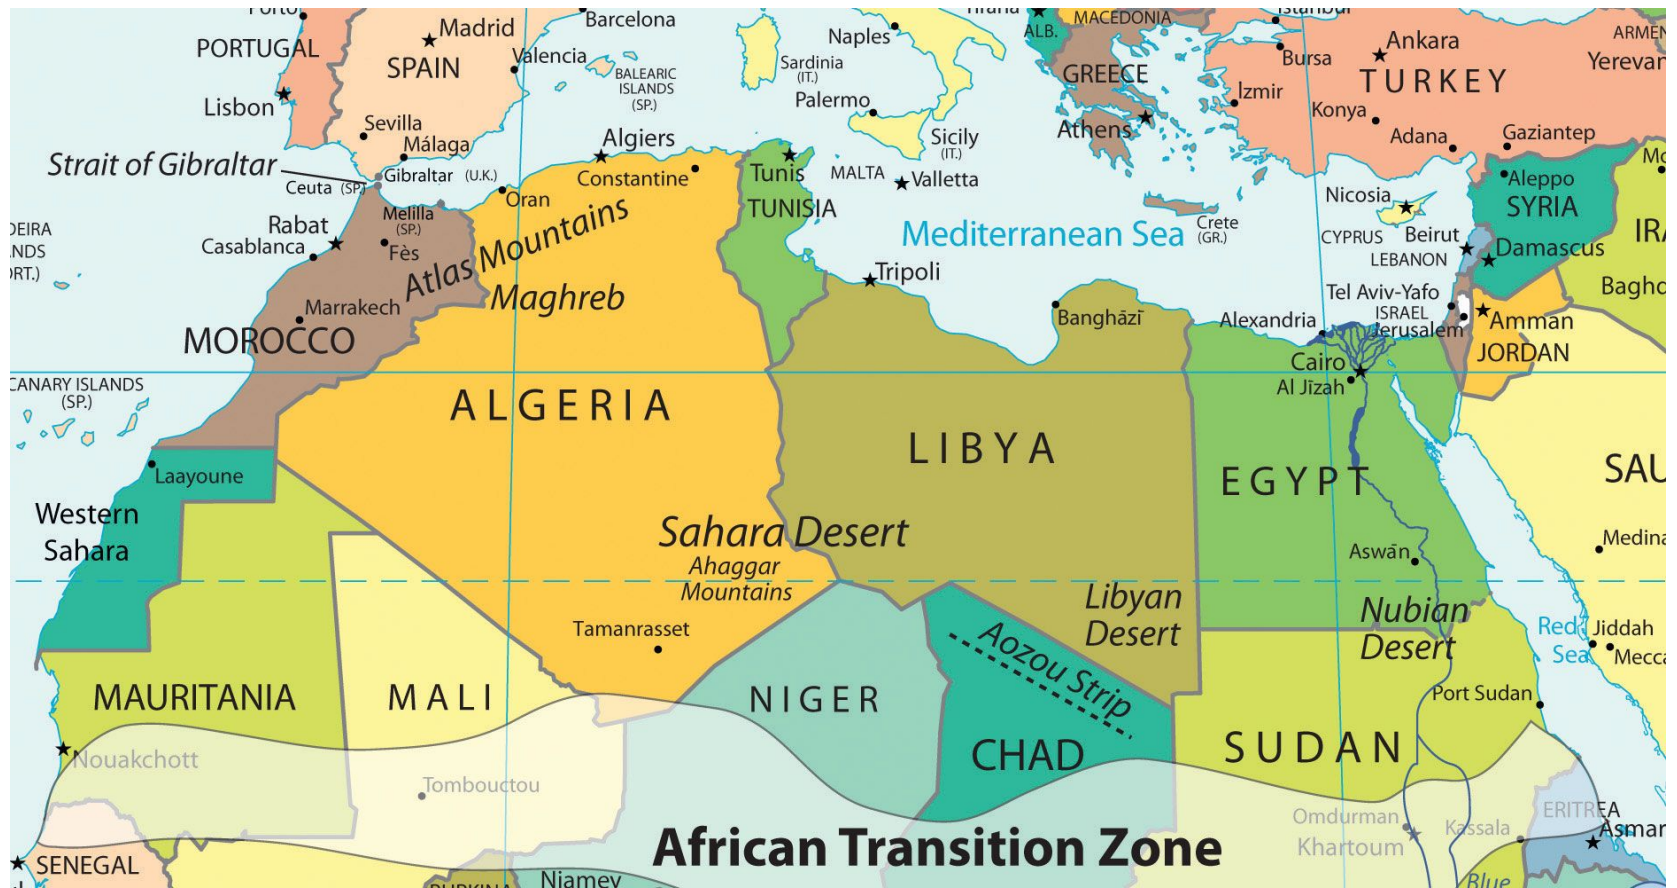 Porto
Madrid
Barcelona
PORTUGAL
SPAIN
Valencia
BALEARIC
ISLANDS
(SP.)
Lisbon
Sevilla
Málaga
Strait of Gibraltar
Gibraltar (U.K.)
Ceuta (SP.)
Melilla
(SP.)
Naples
Sardinia
(IT.)
Palermo
Sicily
(IT.)
MALTA
Valletta
ALB.
MACEDONIA
GREECE
Athens
Crete
(GR.)
Bursa
Ankara
TURKEY
İzmir
Konya
Adana
Gaziantep
Yerevan
Nicosia
CYPRUS
Aleppo
SYRIA
Beirut
LEBANON
Damascus
Tel Aviv-Yafo
ISRAEL
Jerusalem
Amman
JORDAN
Mediterranean Sea
Algiers
Constantine
Oran
Tunis
TUNISIA
Rabat
Casablanca
Fès
Marrakech
MOROCCO
Atlas Mountains
Maghreb
Tripoli
Banghāzī
Alexandria
Cairo
Al Jīzah
CANARY ISLANDS
(SP.)
ALGERIA
LIBYA
EGYPT
Laayoune
Western
Sahara
Sahara Desert
Ahaggar
Mountains
Tamanrasset
Libyan
Desert
Aswān
Nubian
Desert
Medina
Red
Sea
Jiddah
Mecca
Port Sudan
MAURITANIA
MALI
NIGER
Aozou Strip
CHAD
SUDAN
Nouakchott
Tombouctou
African Transition Zone
Omdurman
Khartoum
Kassala
ERITREA
SENEGAL
Niamey
Blue